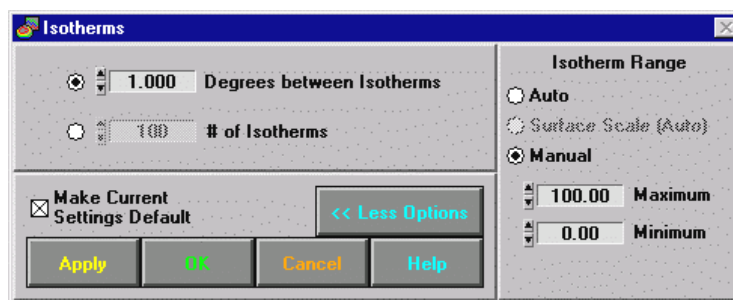 Isotherms
1.000 Degrees between Isotherms
100 # of Isotherms
Make Current
Settings Default
<< Less Options
Apply OK Cancel Help
Isotherm Range
Auto
Surface Scale (Auto)
Manual
100.00 Maximum
0.00 Minimum